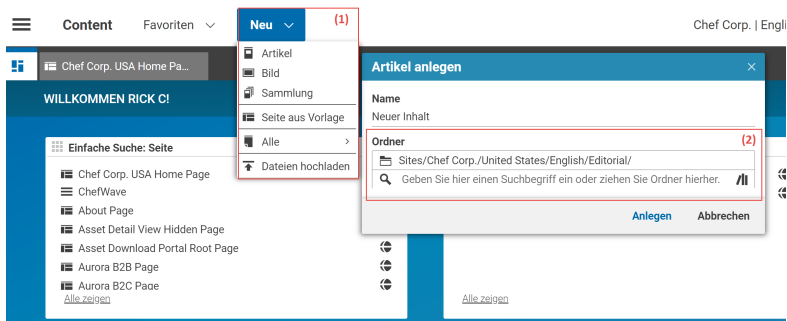 Content
Favoriten
Neu
(1)
Chef Corp. | Engli
Chef Corp. USA Home Pa...
WILLKOMMEN RICK C!
Artikel
Bild
Sammlung
Seite aus Vorlage
Alle
Dateien hochladen
Artikel anlegen
Name
Neuer Inhalt
Ordner
(2)
Sites/Chef Corp./United States/English/Editorial/
Geben Sie hier einen Suchbegriff ein oder ziehen Sie Ordner hierher.
Anlegen
Abbrechen
Einfache Suche: Seite
Chef Corp. USA Home Page
ChefWave
About Page
Asset Detail View Hidden Page
Asset Download Portal Root Page
Aurora B2B Page
Aurora B2C Page
Alle zeigen
Alle zeigen